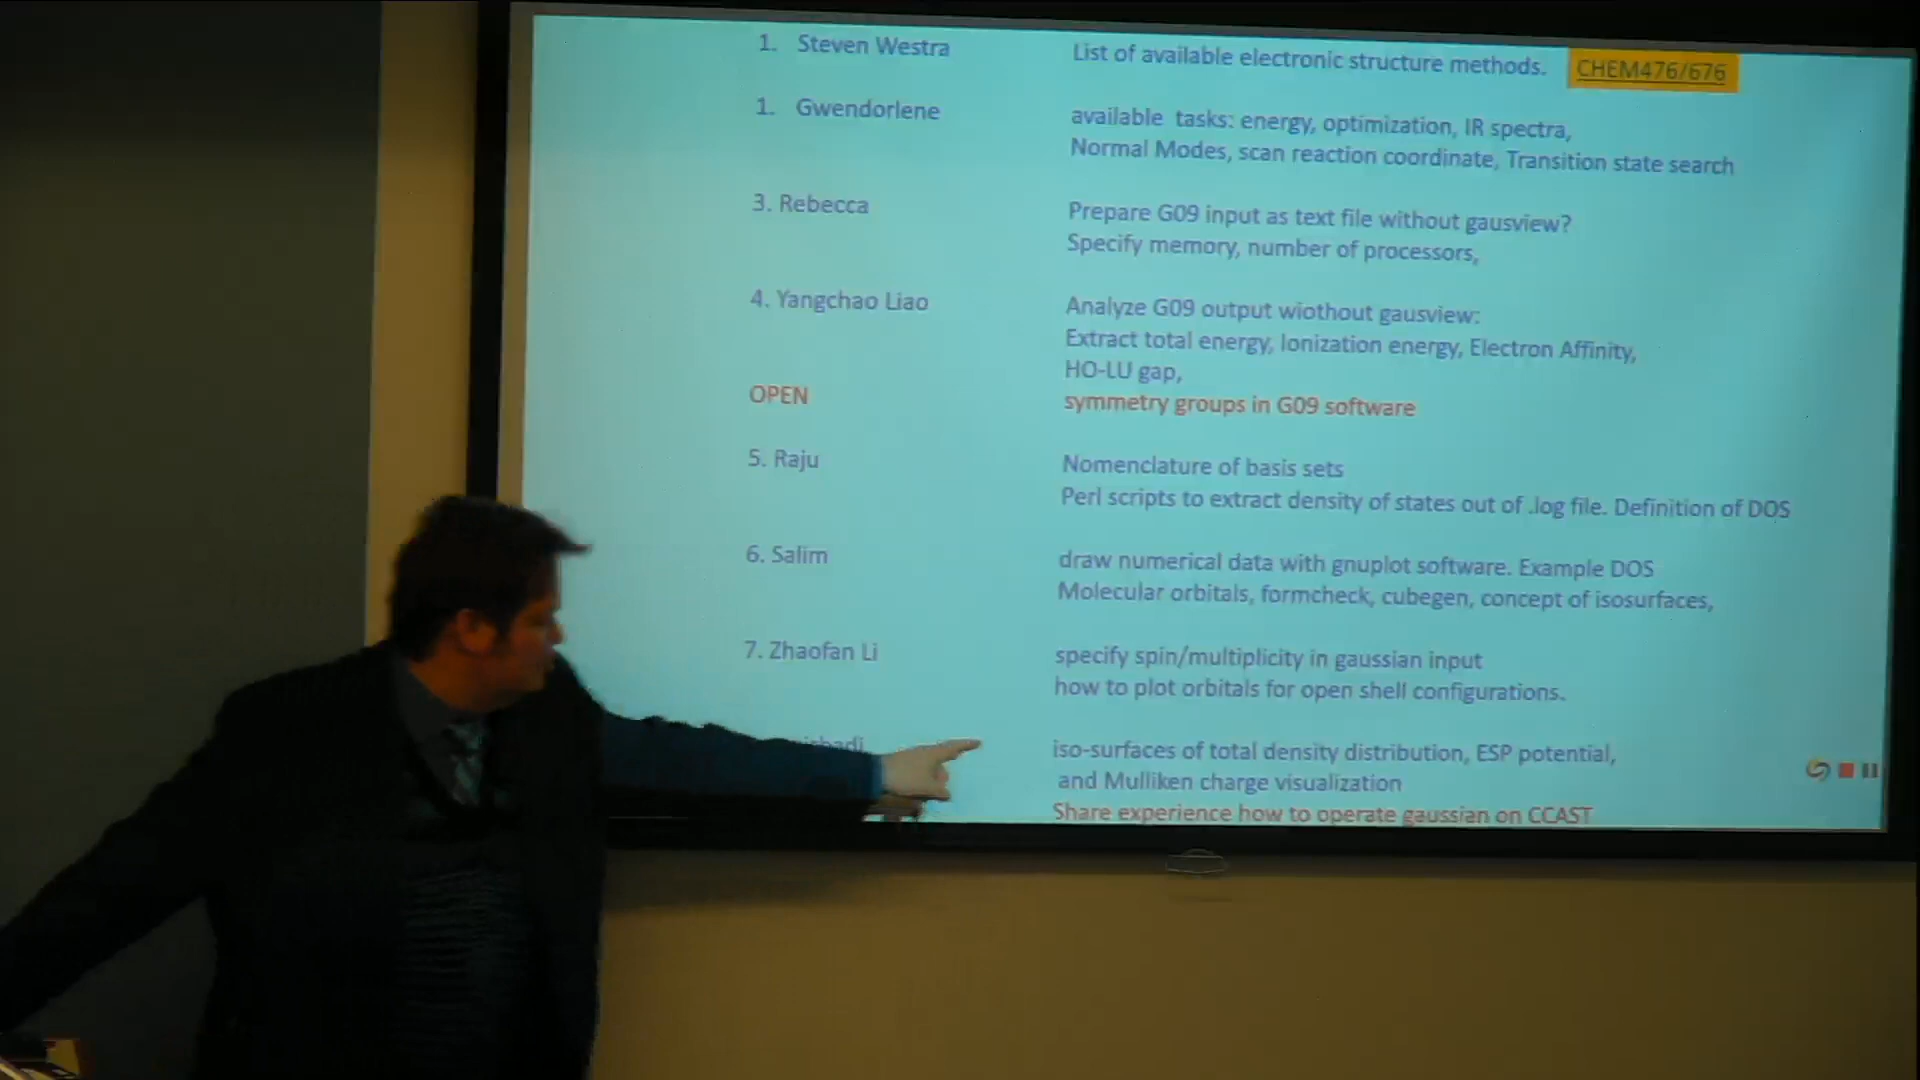 1. Steven Westra List of available electronic structure methods. CHEM476/676
1. Gwendorlene available tasks: energy, optimization, IR spectra,
Normal Modes, scan reaction coordinate, Transition state search
3. Rebecca Prepare G09 input as text file without gausview?
Specify memory, number of processors,
4. Yangchao Liao Analyze G09 output wiothout gausview:
Extract total energy, Ionization energy, Electron Affinity,
HO-LU gap,
OPEN symmetry groups in G09 software
5. Raju Nomenclature of basis sets
Perl scripts to extract density of states out of .log file. Definition of DOS
6. Salim draw numerical data with gnuplot software. Example DOS
Molecular orbitals, formcheck, cubegen, concept of isosurfaces,
7. Zhaofan Li specify spin/multiplicity in gaussian input
how to plot orbitals for open shell configurations.
iso-surfaces of total density distribution, ESP potential,
and Mulliken charge visualization
Share experience how to operate gaussian on CCAST